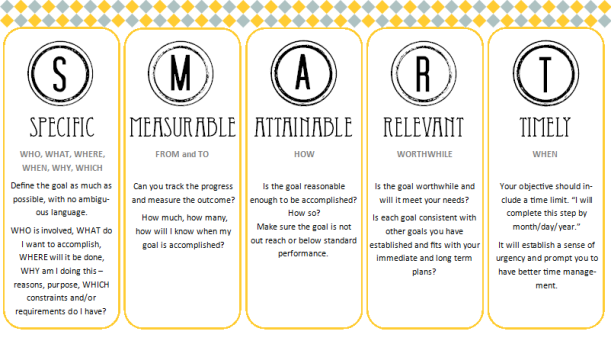 S
SPECIFIC
WHO, WHAT, WHERE,
WHEN, WHY, WHICH
Define the goal as much as
possible, with no ambigu-
ous language.
WHO is involved, WHAT do
I want to accomplish,
WHERE will it be done,
WHY am I doing this –
reasons, purpose, WHICH
constraints and/or
requirements do I have?
M
MEASURABLE
FROM and TO
Can you track the progress
and measure the outcome?
How much, how many,
how will I know when my
goal is accomplished?
A
ATTAINABLE
HOW
Is the goal reasonable
enough to be accomplished?
How so?
Make sure the goal is not
out reach or below standard
performance.
R
RELEVANT
WORTHWHILE
Is the goal worthwhile and
will it meet your needs?
Is each goal consistent with
other goals you have
established and fits with your
immediate and long term
plans?
T
TIMELY
WHEN
Your objective should in-
clude a time limit. “I will
complete this step by
month/day/year.”
It will establish a sense of
urgency and prompt you to
have better time manage-
ment.